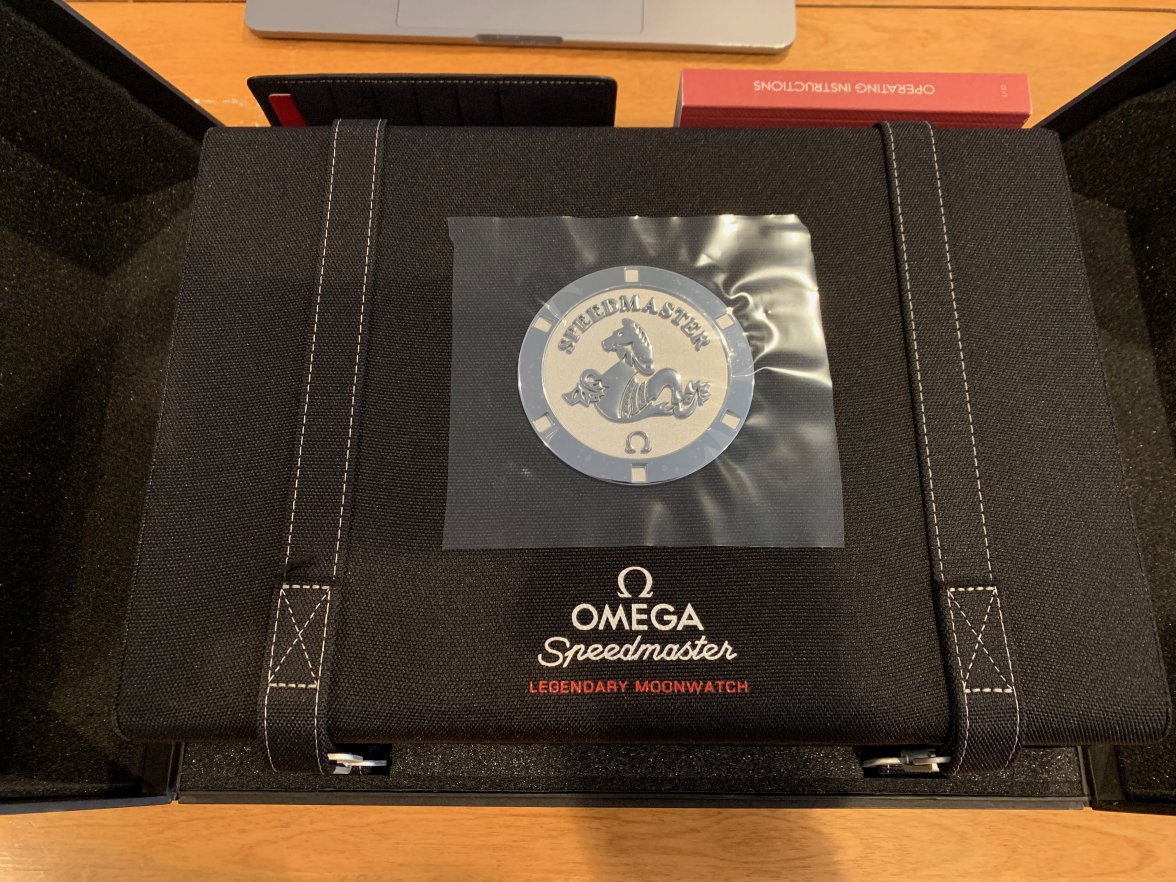 OPERATING INSTRUCTIONS
SPEEDMASTER
Ω
Ω
OMEGA
Speedmaster
LEGENDARY MOONWATCH